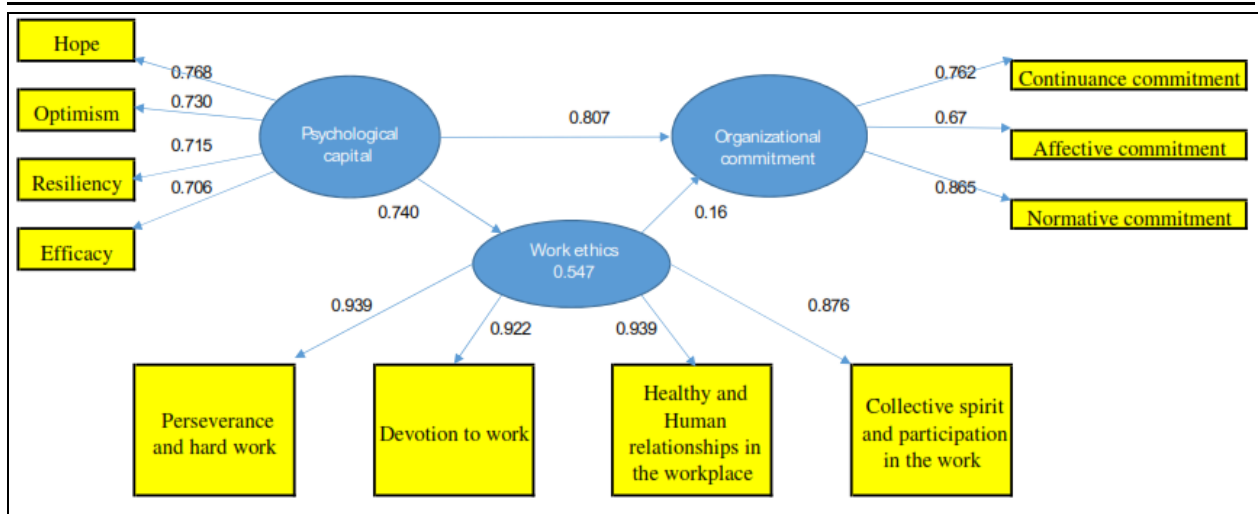 Hope
0.768
Optimism
0.730
Resiliency
0.715
Efficacy
0.706
Psychological
capital
0.807
Organizational
commitment
0.762
Continuance commitment
0.67
Affective commitment
0.865
Normative commitment
0.740
0.16
Work ethics
0.547
0.939
0.922
0.939
0.876
Perseverance
and hard work
Devotion to work
Healthy and
Human
relationships in
the workplace
Collective spirit
and participation
in the work